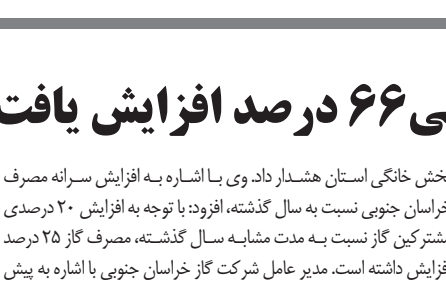 ۶۶ درصد افزایش یافت
خانگی استان هشدار داد. وی با اشاره به افزایش سرانه مصرف
خراسان جنوبی نسبت به سال گذشته، افزود: با توجه به افزایش ۲۰ درصدی
مشترکین گاز نسبت به مدت مشابه سال گذشته، مصرف گاز ۲۵ درصد
افزایش داشته است. مدیر عامل شرکت گاز خراسان جنوبی با اشاره به پیش